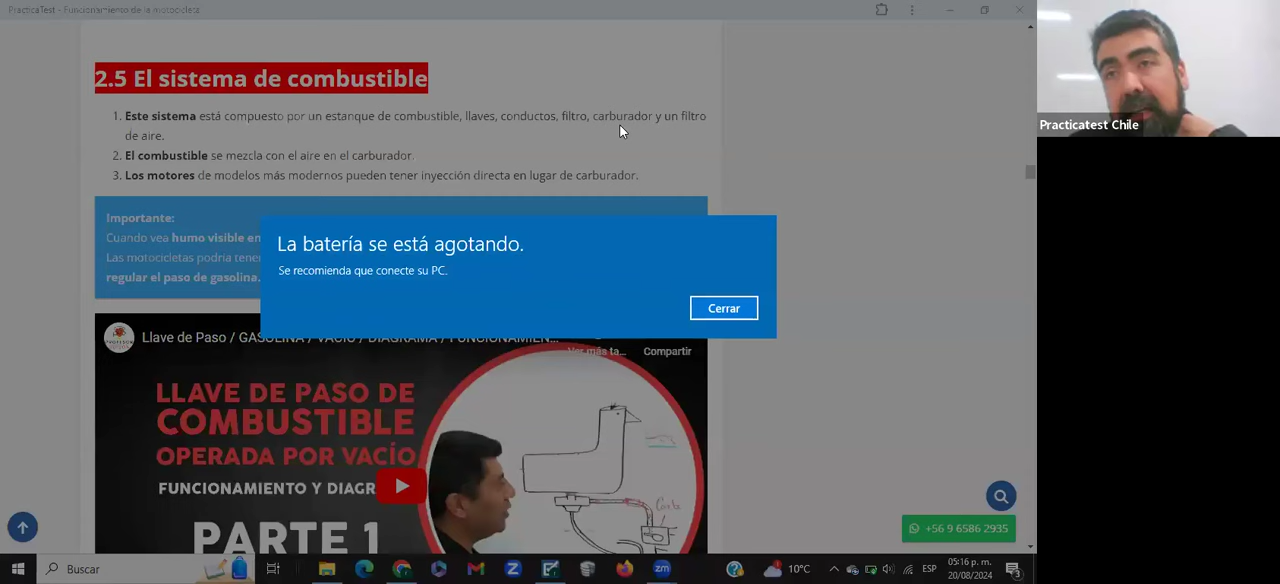 PracticaTest - Funcionamiento de la motocicleta
2.5 El sistema de combustible
1. Este sistema está compuesto por un estanque de combustible, llaves, conductos, filtro, carburador y un filtro
de aire.
2. El combustible se mezcla con el aire en el carburador.
3. Los motores de modelos más modernos pueden tener inyección directa en lugar de carburador.
Importante:
Cuando vea humo visible en
Las motocicletas podría tener
regular el paso de gasolina.
La batería se está agotando.
Se recomienda que conecte su PC.
Cerrar
Llave de Paso / GASOLINA / VACIO / DIAGRAMA / FUNCIONAMIEN...
Ver más ta...
Compartir
LLAVE DE PASO DE
COMBUSTIBLE
OPERADA POR VACÍO
FUNCIONAMIENTO Y DIAGR
PARTE 1
Practicatest Chile
+56 9 6586 2935
Buscar
zm
10°C
ESP
05:16 p. m.
20/08/2024
3